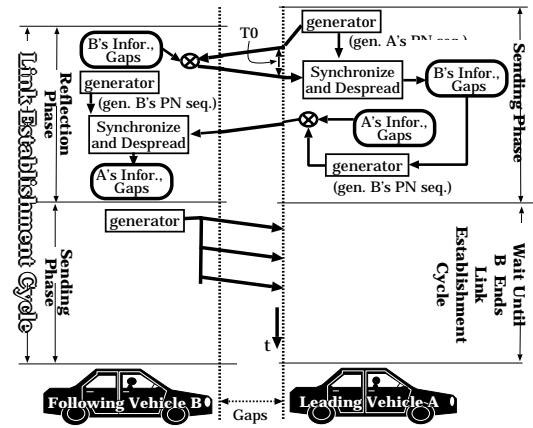 generator
T0
B's Infor.,
Gaps
(gen. A's
Synchronize
and Despread
B's Infor.,
Gaps
generator
(gen. B's PN seq.)
Synchronize
and Despread
A's Infor.,
Gaps
A's Infor.,
Gaps
generator
(gen. B's PN seq.)
Link Establishment Cycle
Reflection
Phase
Sending Phase
generator
Sending
Phase
Wait Until
B Ends
Link
Establishment
Cycle
t
Following Vehicle B
Gaps
Leading Vehicle A